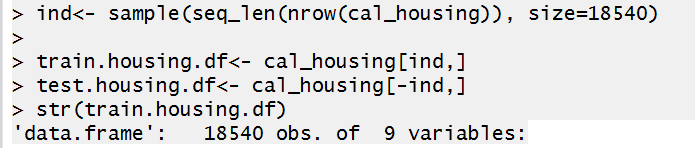 > ind<- sample(seq_len(nrow(cal_housing)), size=18540)
>
> train.housing.df<- cal_housing[ind,]
> test.housing.df<- cal_housing[-ind,]
> str(train.housing.df)
'data.frame':   18540 obs. of  9 variables: